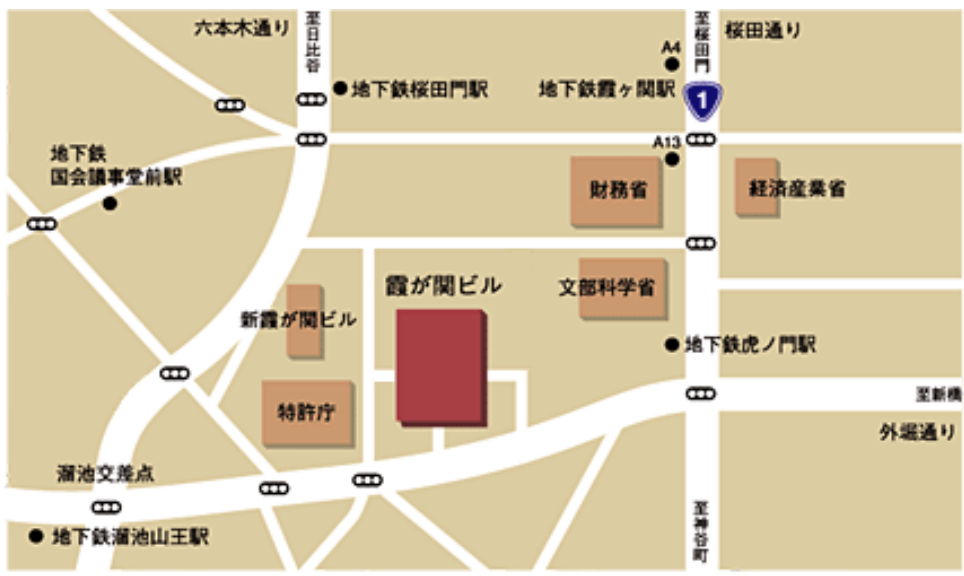 六本木通り
至日比谷
至桜田門
桜田通り
A4
地下鉄桜田門駅
地下鉄霞ヶ関駅
1
A13
地下鉄
国会議事堂前駅
財務省
経済産業省
霞が関ビル
文部科学省
新霞が関ビル
地下鉄虎ノ門駅
至新橋
特許庁
外堀通り
溜池交差点
至神谷町
地下鉄溜池山王駅